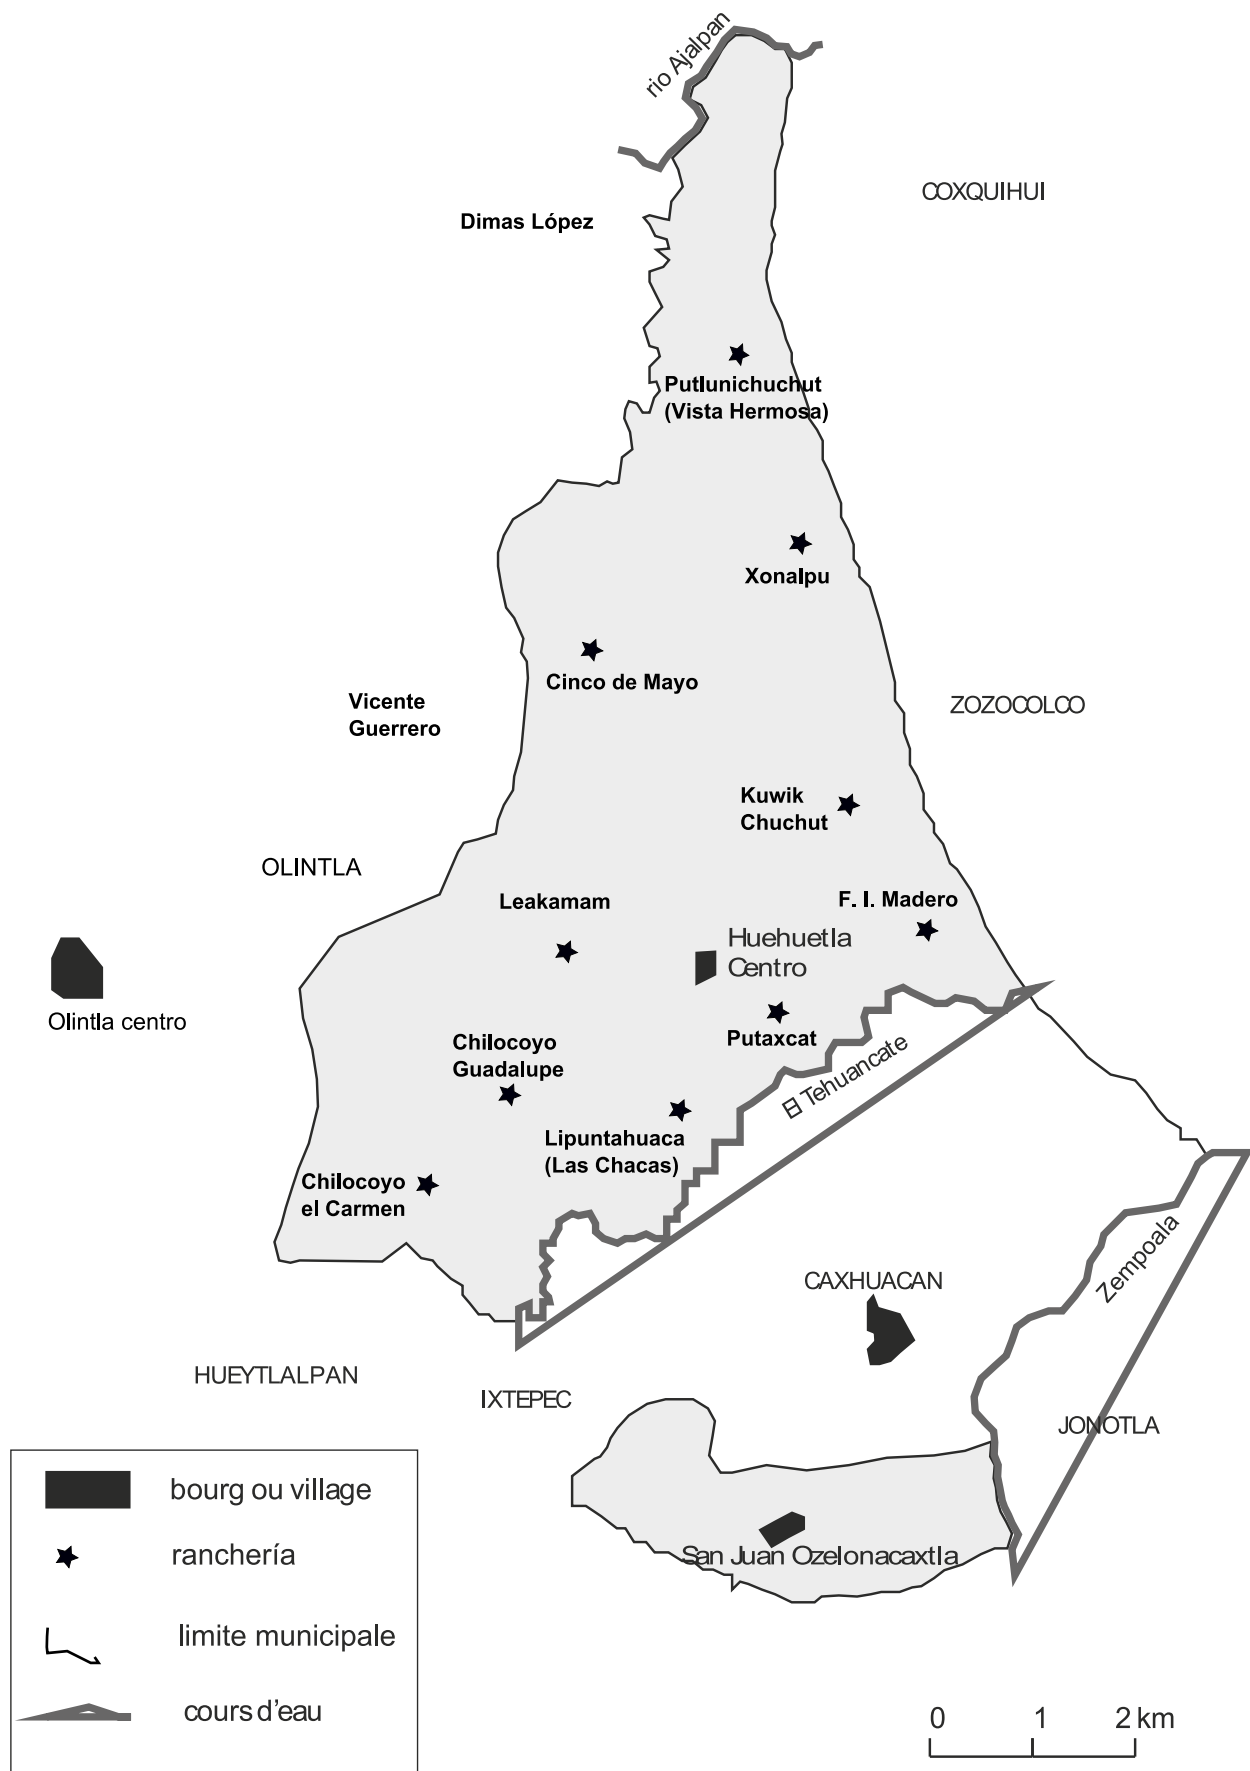 rio Ajalpan
COXQUIHUI
Dimas López
Putlunichuchut
(Vista Hermosa)
Xonalpu
Cinco de Mayo
Vicente
Guerrero
ZOZOCOLCO
Kuwik
Chuchut
OLINTLA
Leakamam
F. I. Madero
Huehuetla
Centro
Olintla centro
Putaxcat
Chilocoyo
Guadalupe
El Tehuancate
Lipuntahuaca
(Las Chacas)
Chilocoyo
el Carmen
Zempoala
CAXHUACAN
HUEYTLALPAN
IXTEPEC
JONOTLA
San Juan Ozelonacaxtla
bourg ou village
ranchería
limite municipale
cours d'eau
0 1 2 km